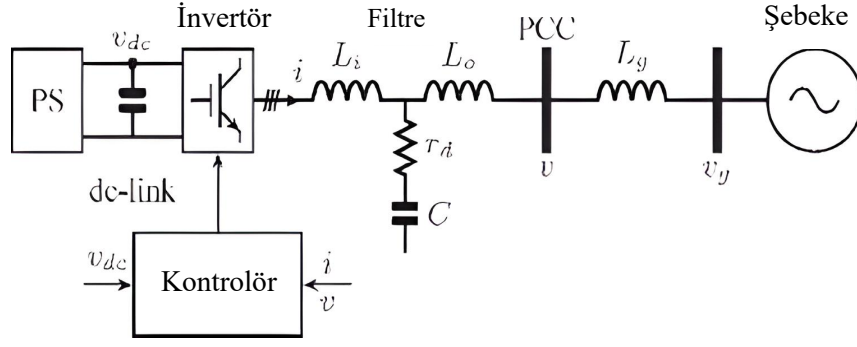 İnvertör
Filtre
PCC
Şebeke
v_dc
i
L_i
L_o
L_g
PS
r_d
v
v_g
dc-link
C
v_dc
Kontrolör
i
v